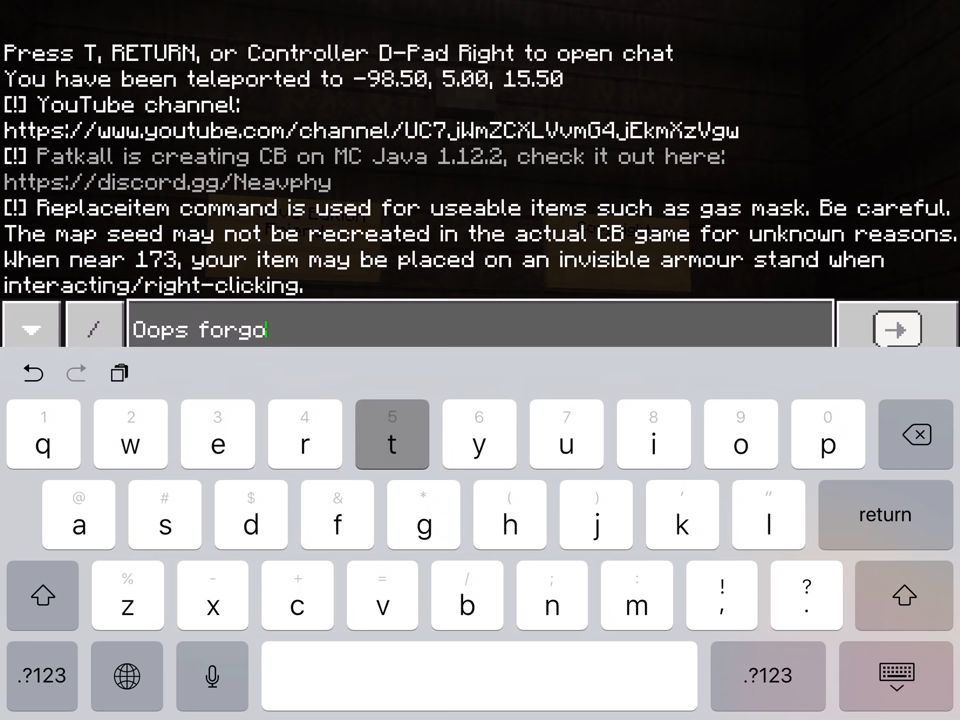 Press T, RETURN, or Controller D-Pad Right to open chat
You have been teleported to -98.50, 5.00, 15.50
[!] YouTube channel:
https://www.youtube.com/channel/UC7jWmZCXLVvmG4jEkmXzVgw
[!] Patkall is creating CB on MC Java 1.12.2, check it out here:
https://discord.gg/Neavphy
[!] Replaceitem command is used for useable items such as gas mask. Be careful.
The map seed may not be recreated in the actual CB game for unknown reasons.
When near 173, your item may be placed on an invisible armour stand when
interacting/right-clicking.
/ Oops forgo
1 2 3 4 5 6 7 8 9 0
q w e r t y u i o p
@ # $ & * ( ) ' "
a s d f g h j k l return
% - + = / ; : ! ?
z x c v b n m , .
.?123 .?123